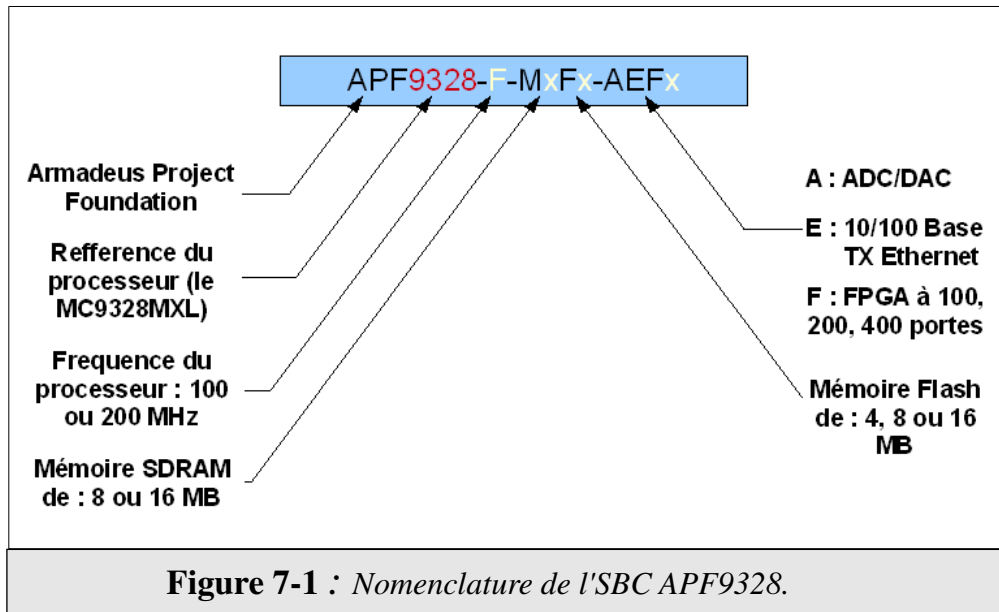 APF9328-F-MxFx-AEFx
Armadeus Project
Foundation
Refference du
processeur (le
MC9328MXL)
Frequence du
processeur : 100
ou 200 MHz
Mémoire SDRAM
de : 8 ou 16 MB
A : ADC/DAC
E : 10/100 Base
TX Ethernet
F : FPGA à 100,
200, 400 portes
Mémoire Flash
de : 4, 8 ou 16
MB
Figure 7-1 : Nomenclature de l'SBC APF9328.